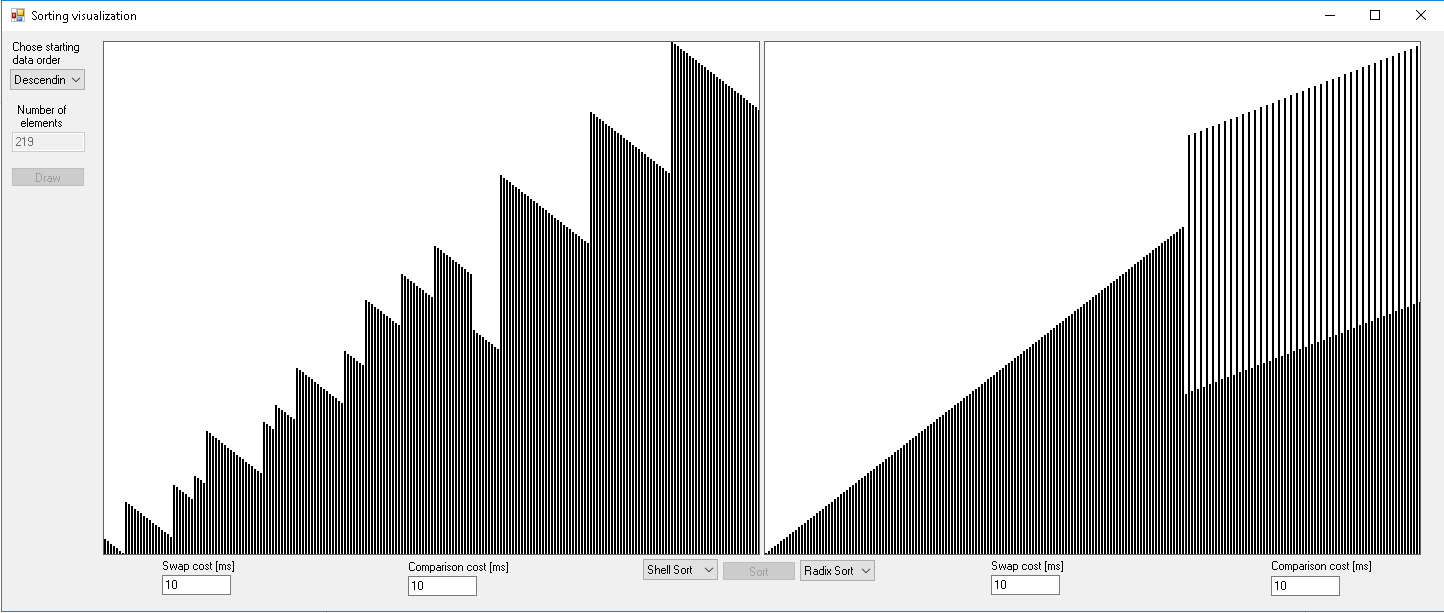 Sorting visualization
Chose starting
data order
Descendin
Number of
elements
219
Draw
Swap cost [ms]
10
Comparison cost [ms]
10
Shell Sort
Sort
Radix Sort
Swap cost [ms]
10
Comparison cost [ms]
10